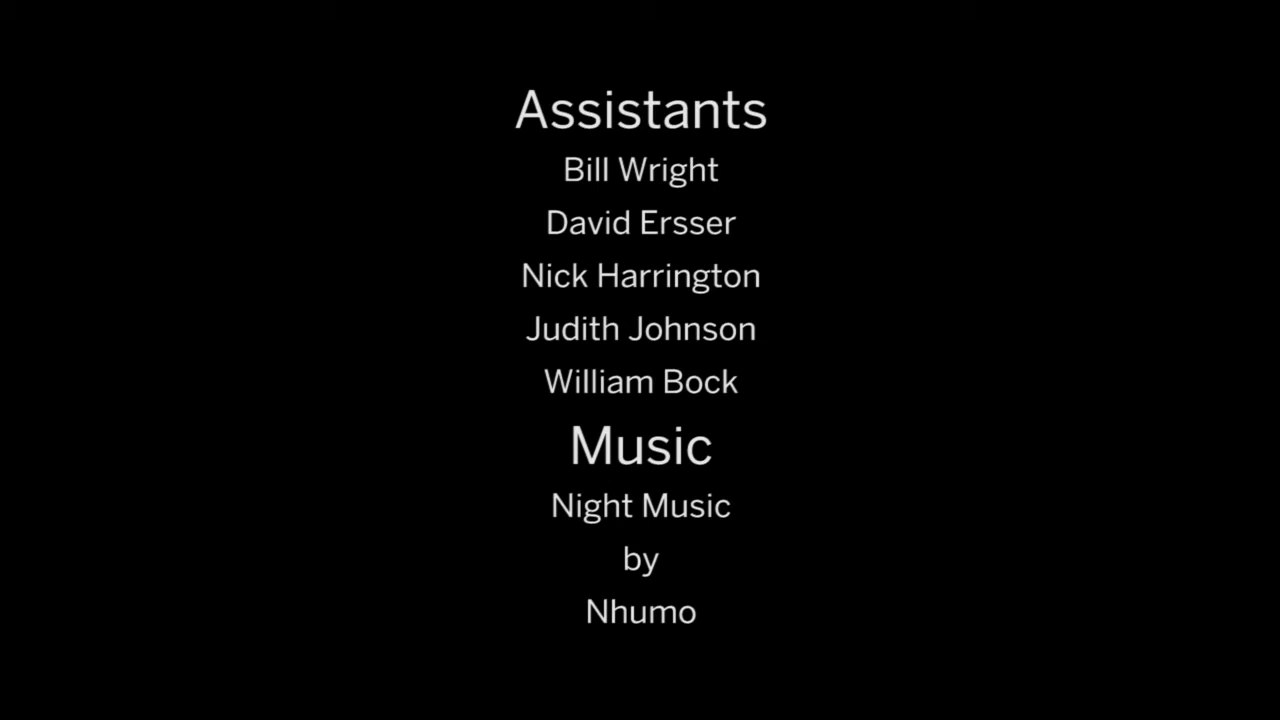 Assistants
Bill Wright
David Ersser
Nick Harrington
Judith Johnson
William Bock
Music
Night Music
by
Nhumo